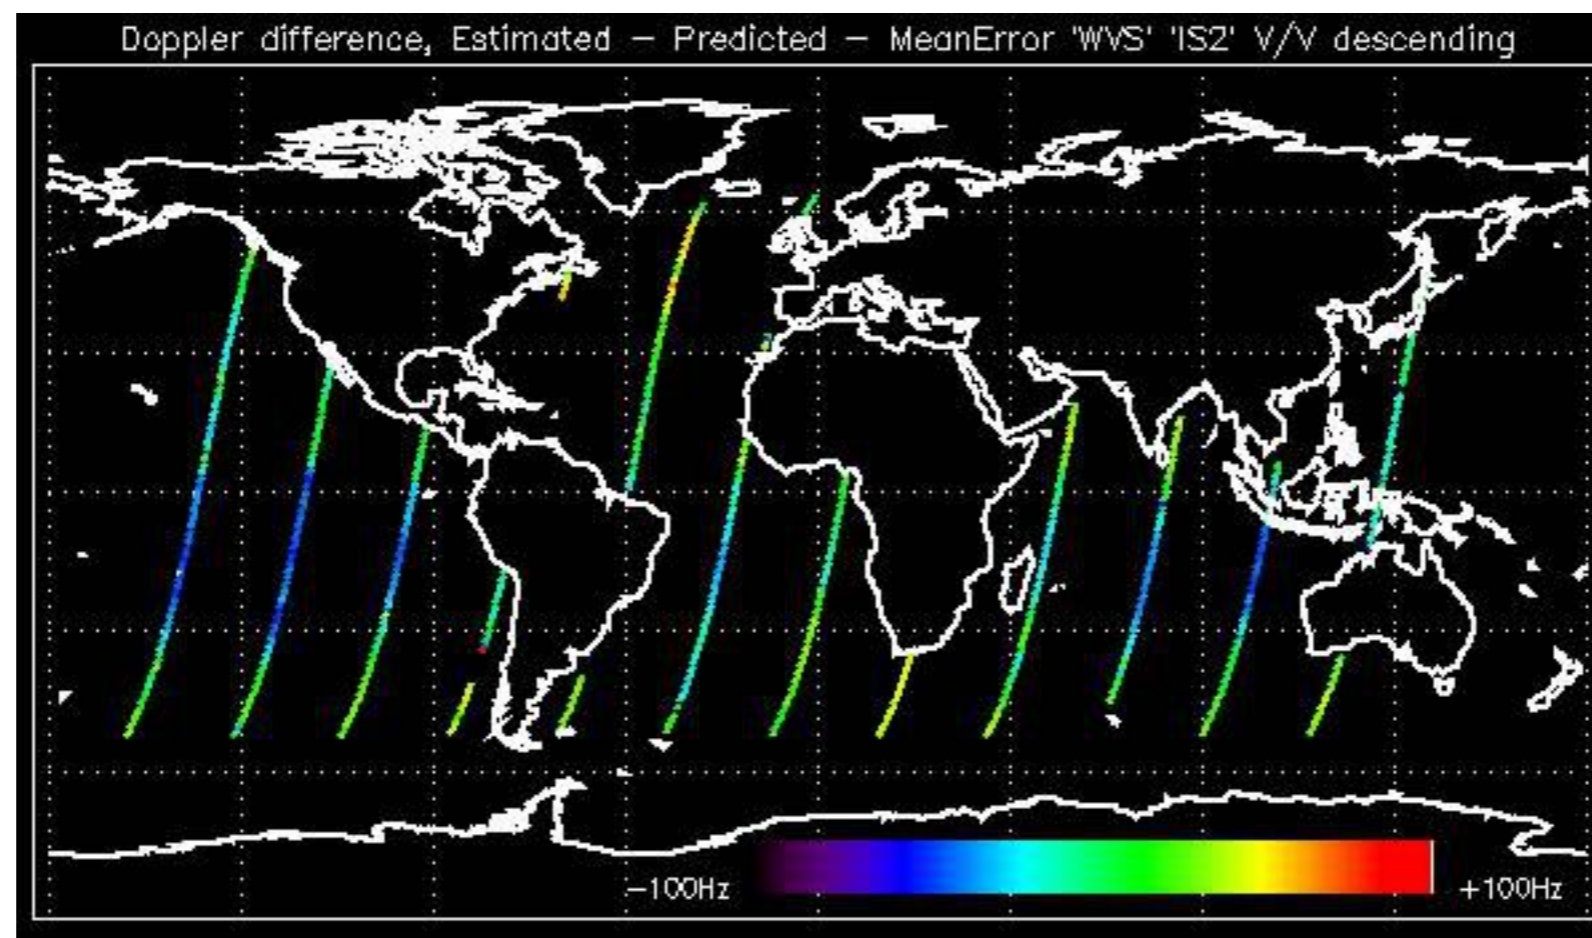 Doppler difference, Estimated − Predicted − MeanError 'WVS' 'IS2' V/V descending
−100Hz
+100Hz